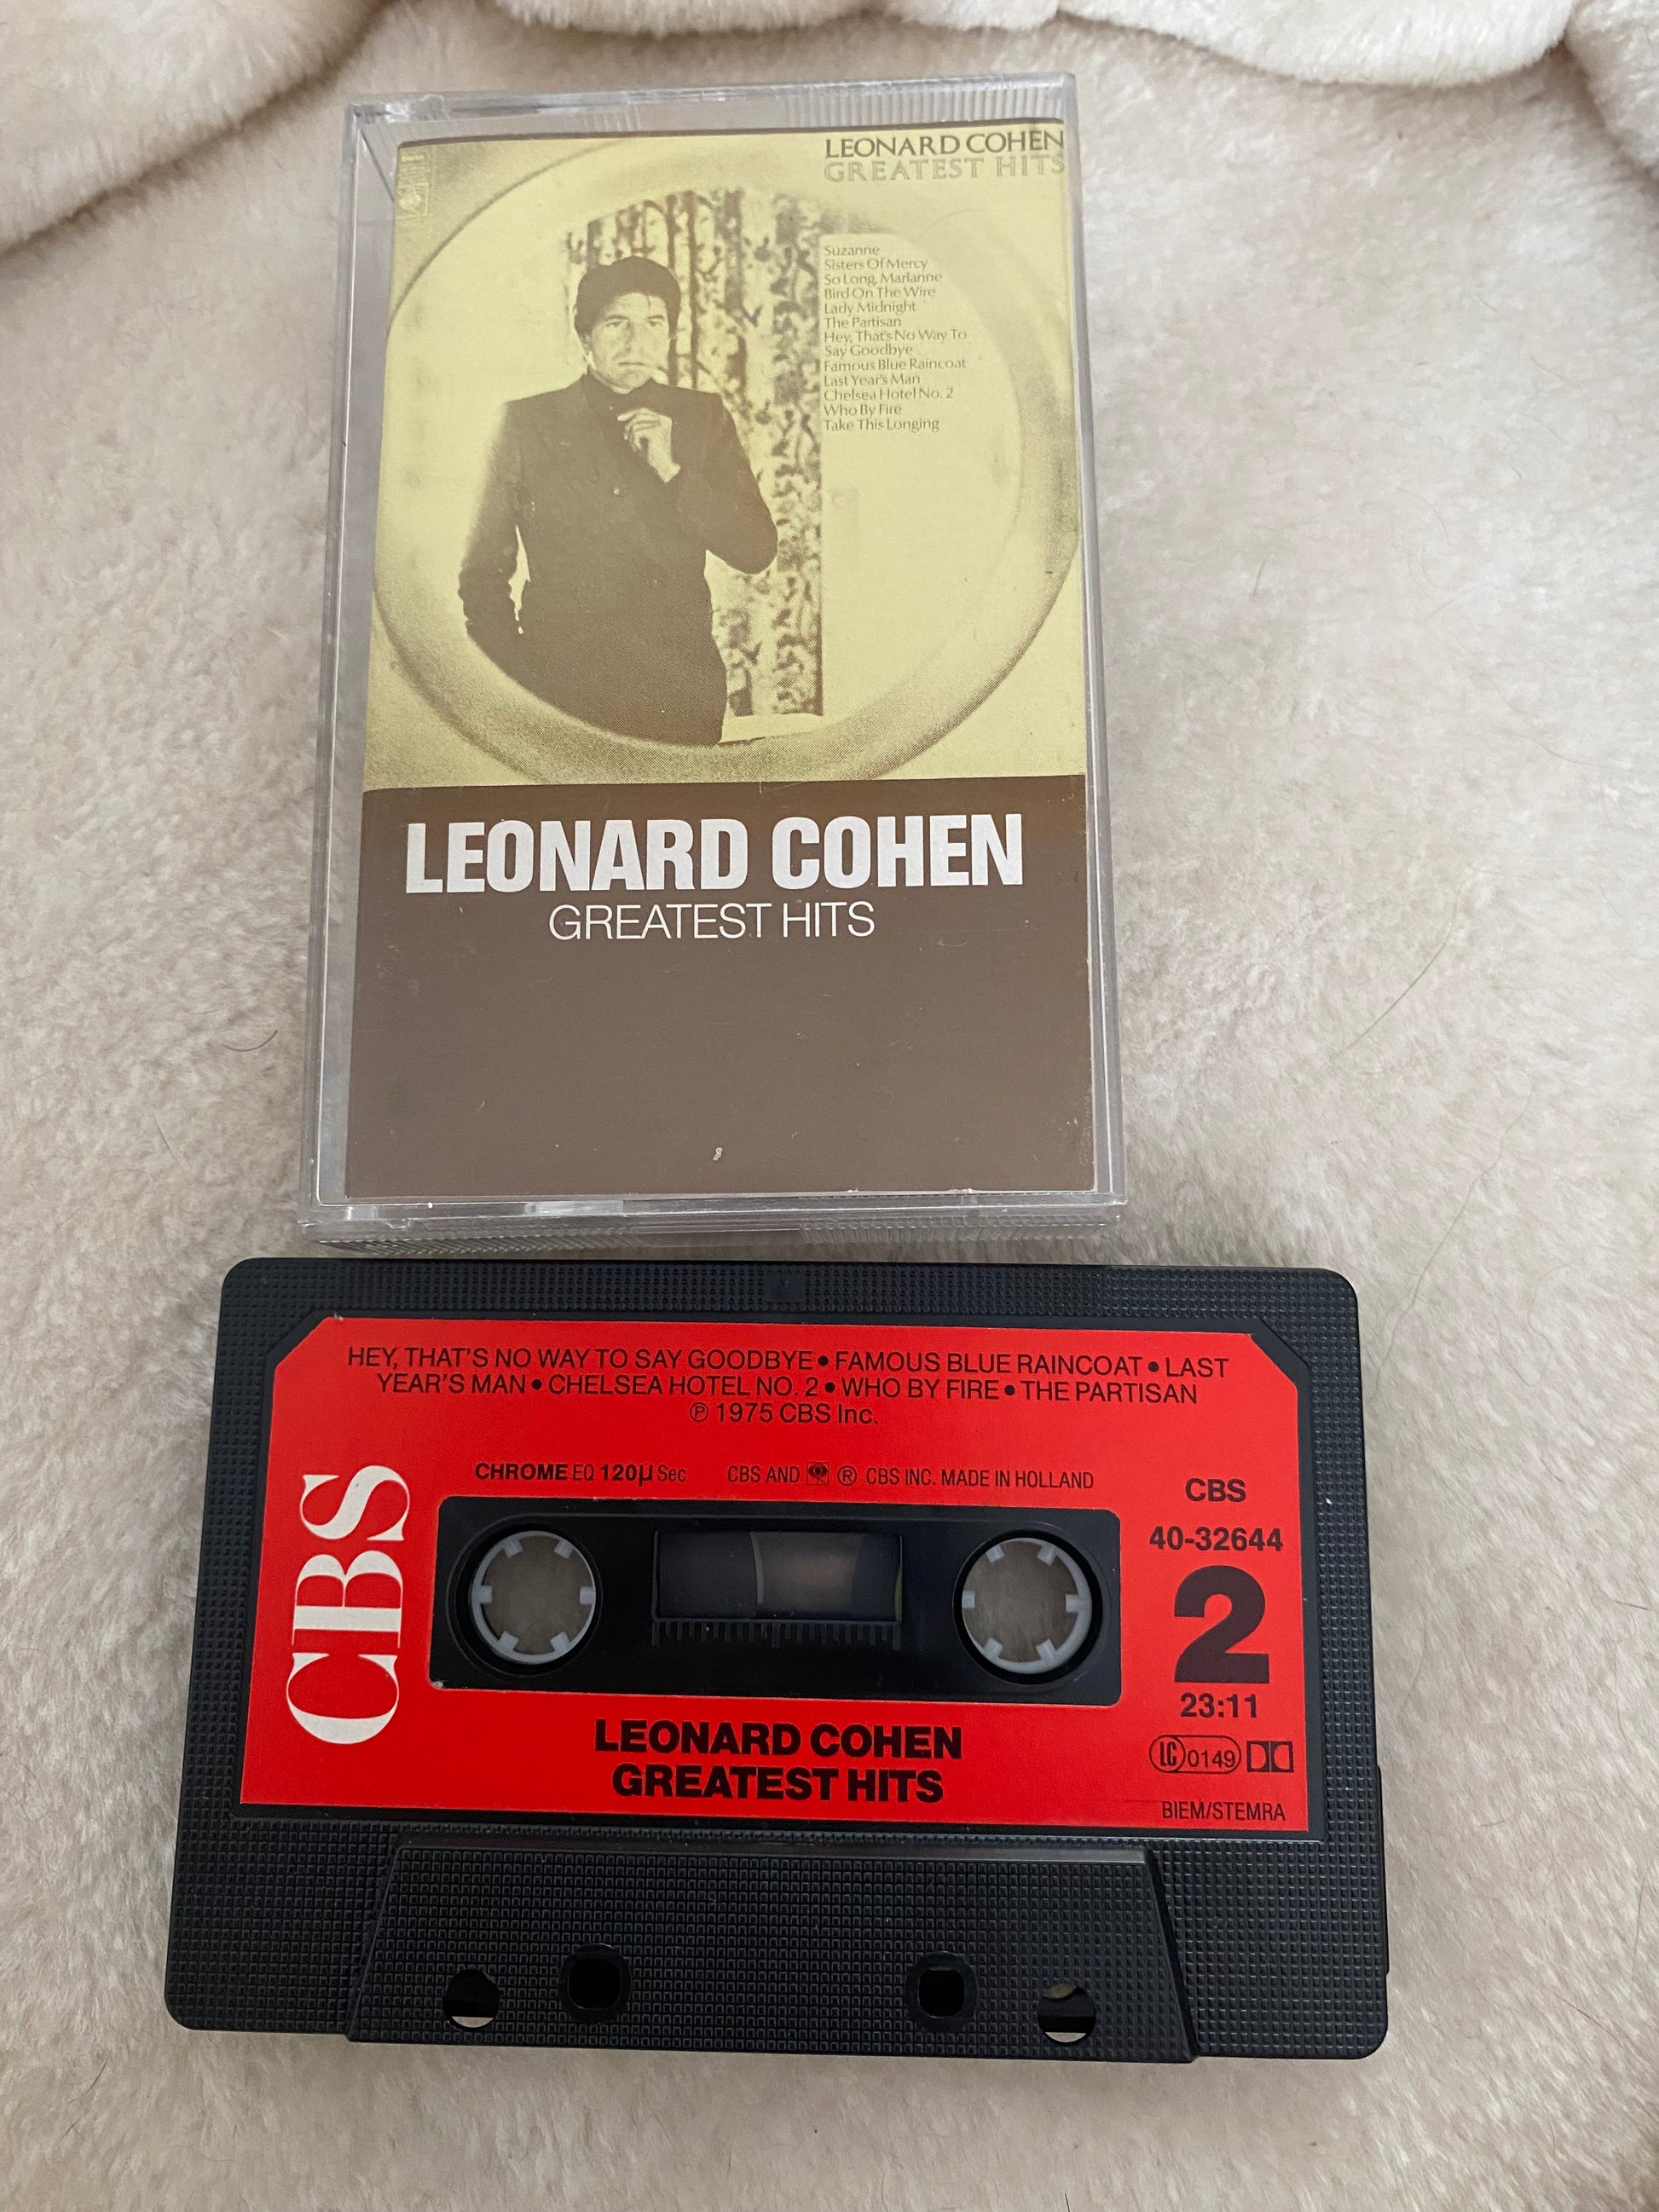 LEONARD COHEN
GREATEST HITS
Suzanne
Sisters Of Mercy
So Long, Marianne
Bird On The Wire
Lady Midnight
The Partisan
Hey, That's No Way To
Say Goodbye
Famous Blue Raincoat
Last Year's Man
Chelsea Hotel No. 2
Who By Fire
Take This Longing
LEONARD COHEN
GREATEST HITS
HEY, THAT'S NO WAY TO SAY GOODBYE • FAMOUS BLUE RAINCOAT • LAST
YEAR'S MAN • CHELSEA HOTEL NO. 2 • WHO BY FIRE • THE PARTISAN
℗ 1975 CBS Inc.
CHROME EQ 120μ Sec CBS AND ® CBS INC. MADE IN HOLLAND
CBS
CBS
40-32644
2
23:11
LC 0149
LEONARD COHEN
GREATEST HITS
BIEM/STEMRA